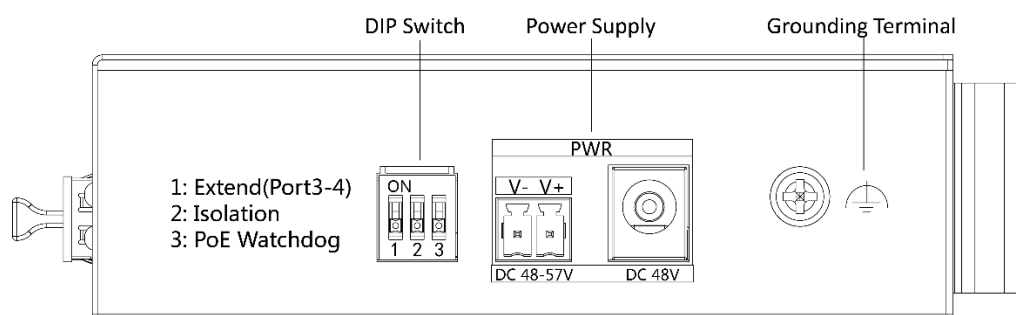 DIP Switch
Power Supply
Grounding Terminal
PWR
1: Extend(Port3-4)
2: Isolation
3: PoE Watchdog
ON
1 2 3
V- V+
DC 48-57V
DC 48V